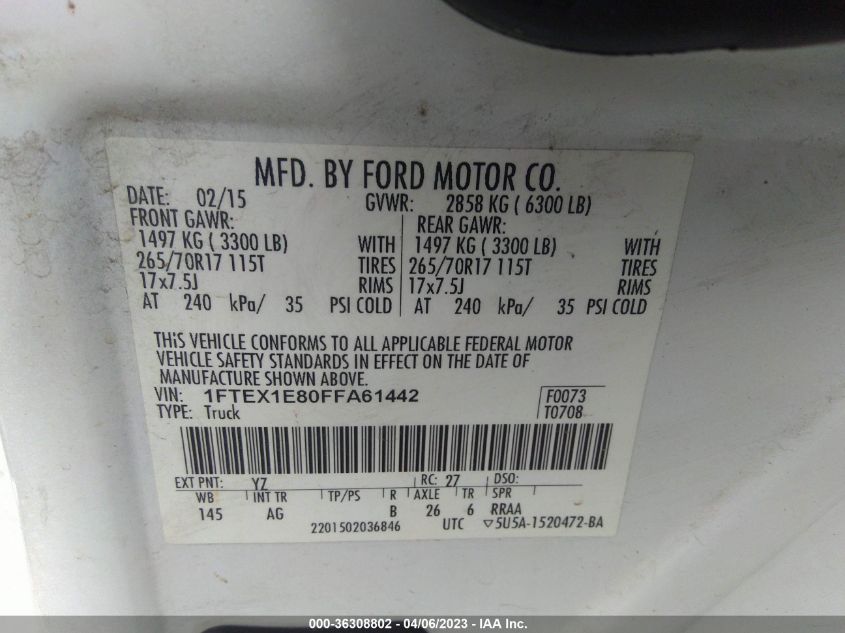 MFD. BY FORD MOTOR CO.
DATE: 02/15 GVWR: 2858 KG ( 6300 LB)
FRONT GAWR: REAR GAWR:
1497 KG ( 3300 LB) WITH 1497 KG ( 3300 LB) WITH
265/70R17 115T TIRES 265/70R17 115T TIRES
17x7.5J RIMS 17x7.5J RIMS
AT 240 kPa/ 35 PSI COLD AT 240 kPa/ 35 PSI COLD
THIS VEHICLE CONFORMS TO ALL APPLICABLE FEDERAL MOTOR
VEHICLE SAFETY STANDARDS IN EFFECT ON THE DATE OF
MANUFACTURE SHOWN ABOVE.
VIN: 1FTEX1E80FFA61442 F0073
TYPE: Truck T0708
EXT PNT: YZ RC: 27 DSO:
WB INT TR TP/PS R AXLE TR SPR
145 AG B 26 6 RRAA
2201502036846 UTC ▽5U5A-1520472-BA
000-36308802 - 04/06/2023 - IAA Inc.